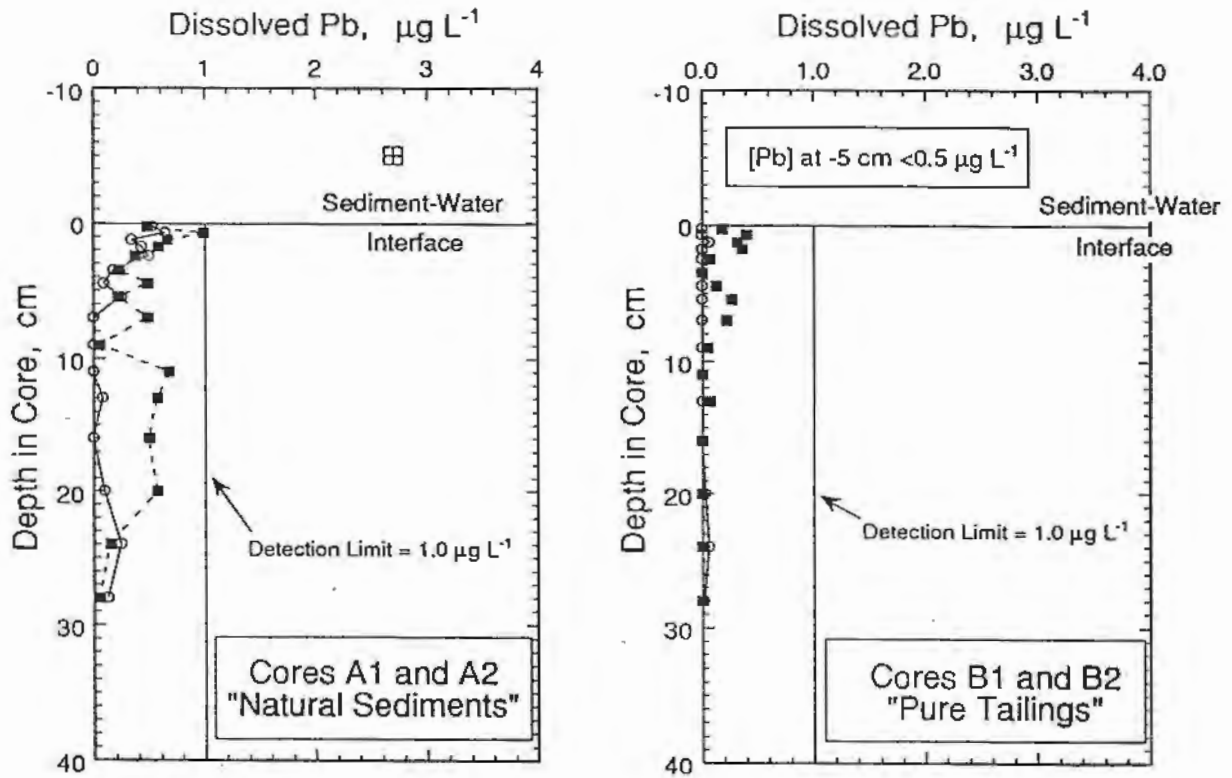 Dissolved Pb, μg L⁻¹
0 1 2 3 4
-10
0
10
20
30
40
Depth in Core, cm
Sediment-Water
Interface
Detection Limit = 1.0 μg L⁻¹
Cores A1 and A2
"Natural Sediments"
Dissolved Pb, μg L⁻¹
0.0 1.0 2.0 3.0 4.0
-10
0
10
20
30
40
Depth in Core, cm
[Pb] at -5 cm <0.5 μg L⁻¹
Sediment-Water
Interface
Detection Limit = 1.0 μg L⁻¹
Cores B1 and B2
"Pure Tailings"